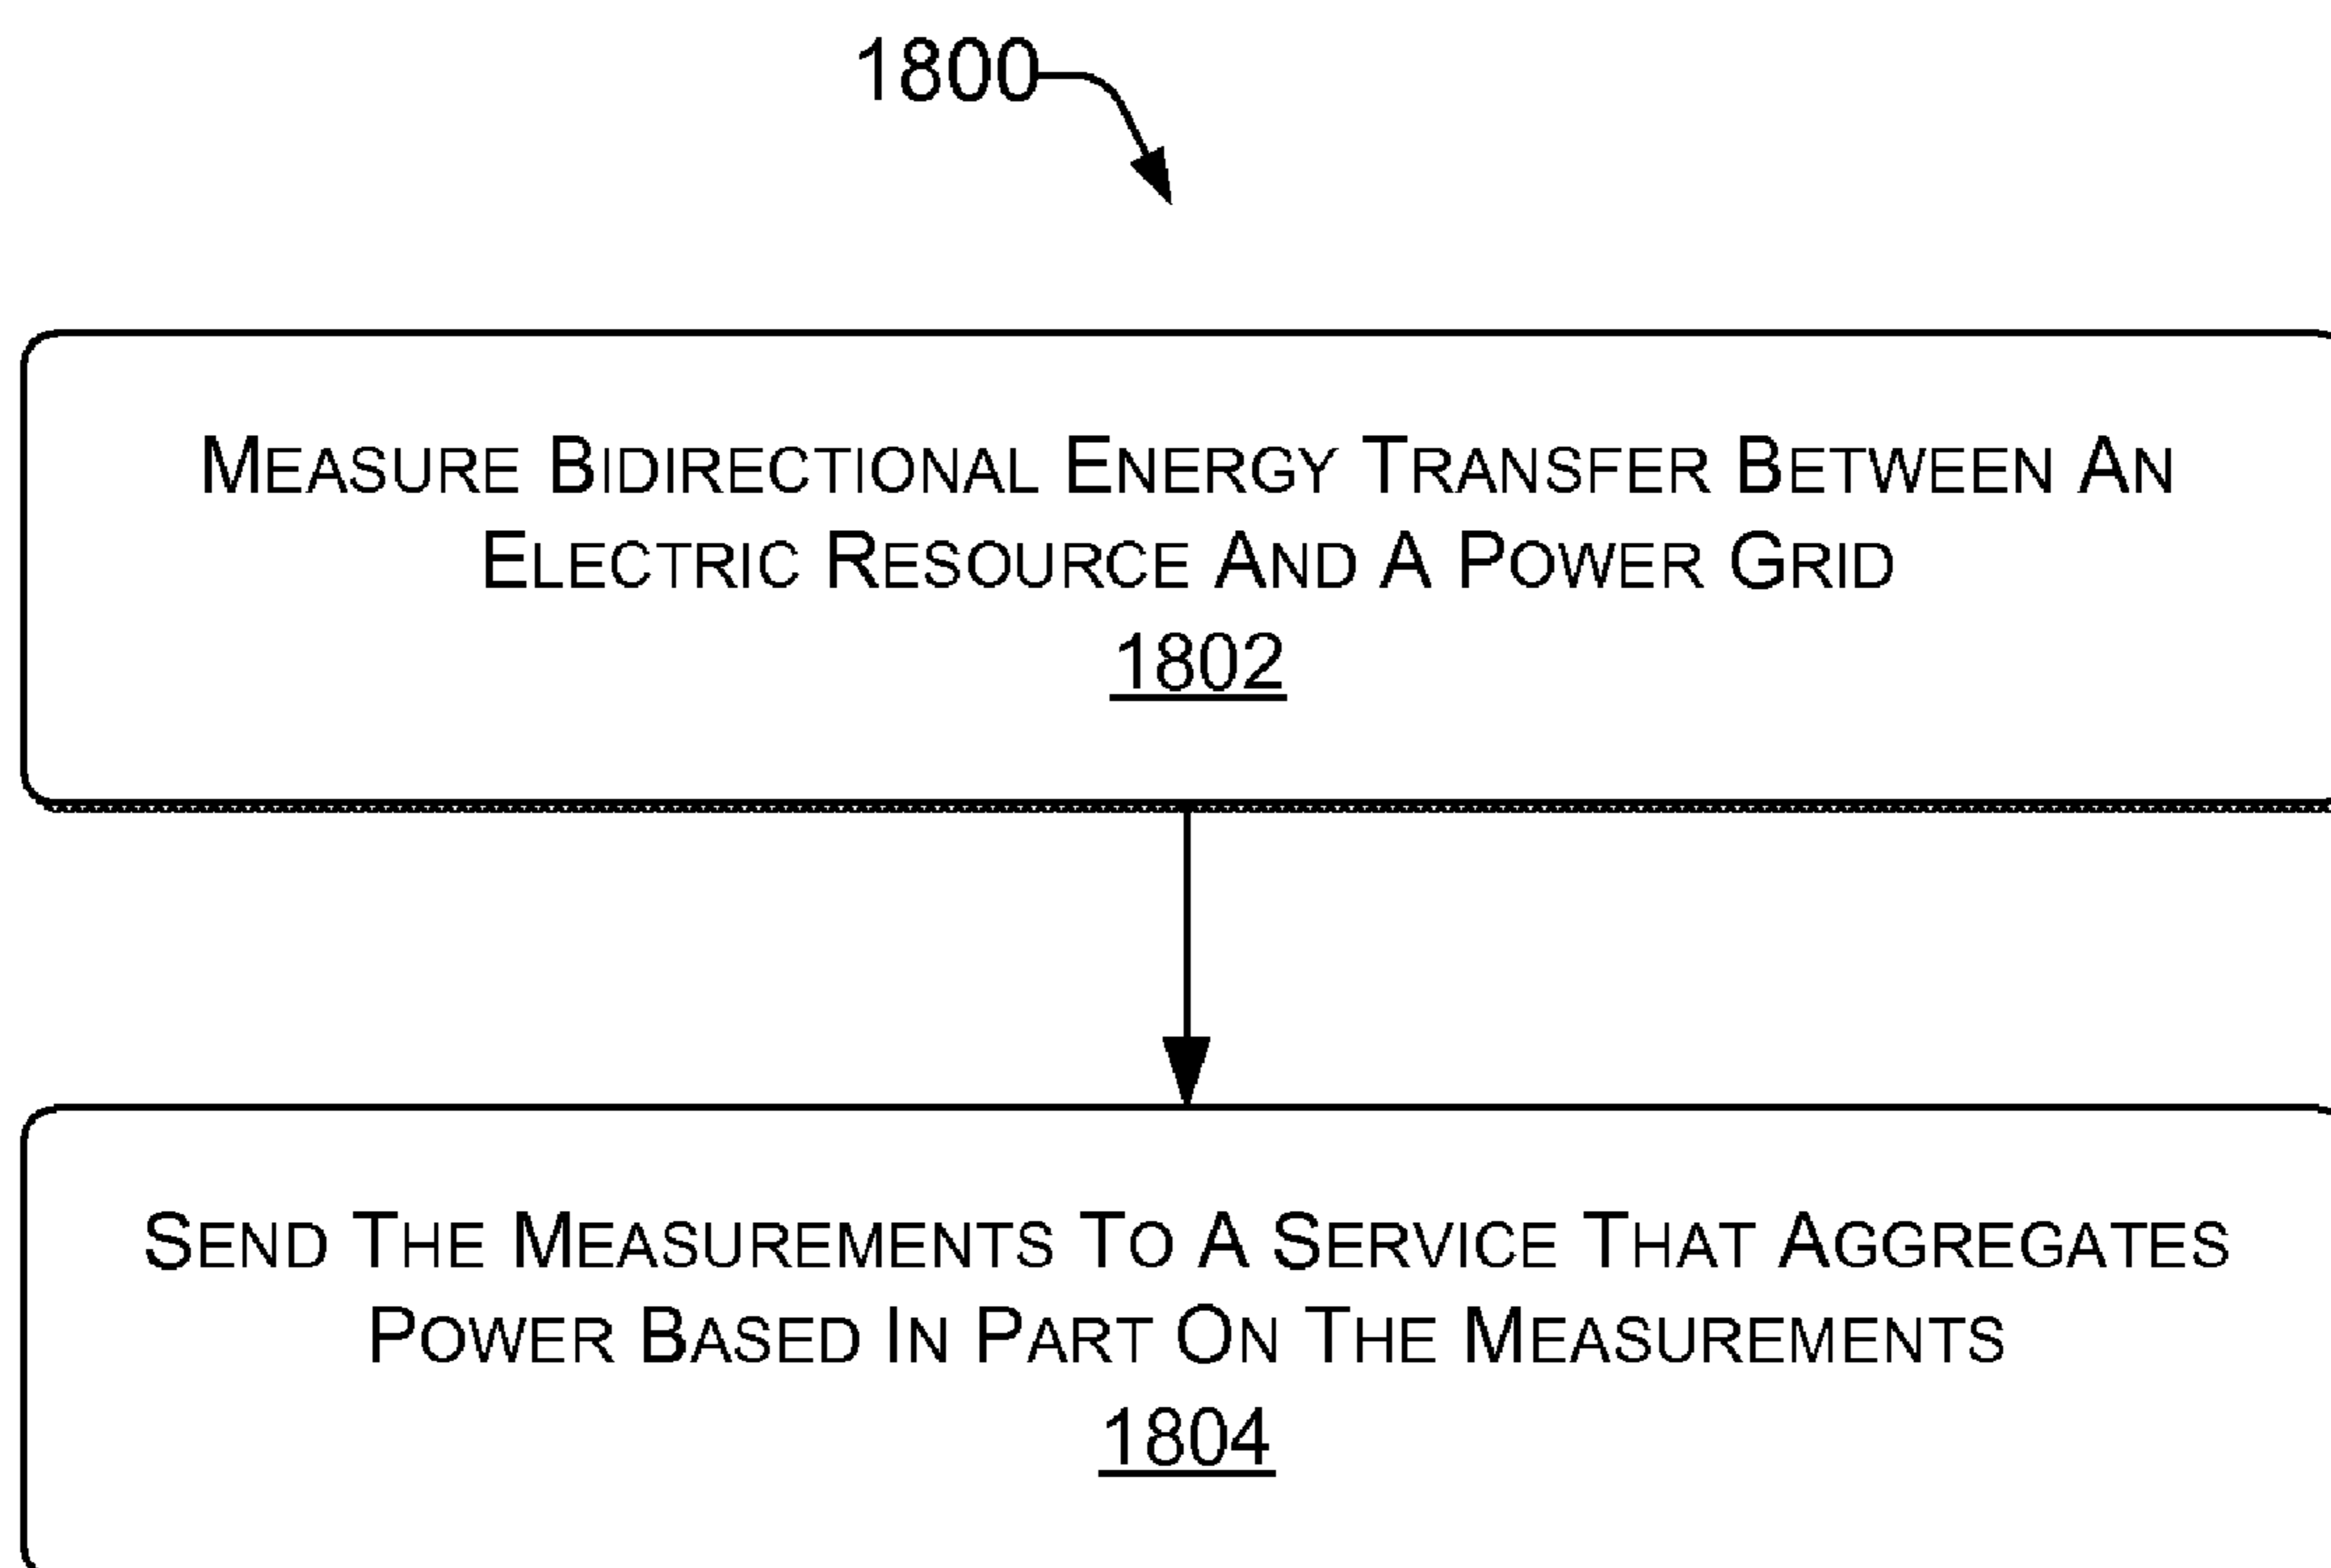 1800
Measure Bidirectional Energy Transfer Between An
Electric Resource And A Power Grid
1802
Send The Measurements To A Service That Aggregates
Power Based In Part On The Measurements
1804